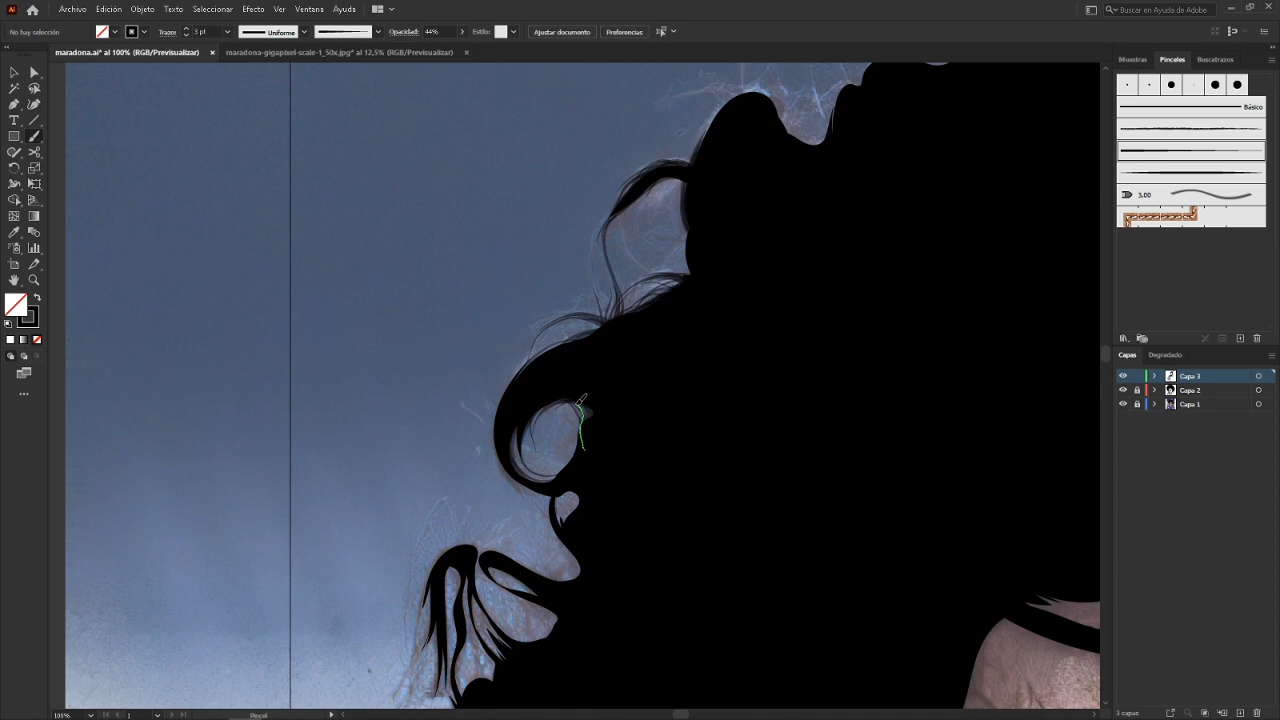 Ai Archivo Edición Objeto Texto Seleccionar Efecto Ver Ventana Ayuda Buscar en Ayuda de Adobe
No hay selección Trazo: 3 pt Uniforme Opacidad: 44% Estilo: Ajustar documento Preferencias
maradona.ai* al 100% (RGB/Previsualizar) × maradona-gigapixel-scale-1_50x.jpg* al 12,5% (RGB/Previsualizar) ×
Muestras Pinceles Buscatrazos
Básico
3.00
Capas Degradado
Capa 3
Capa 2
Capa 1
3 capas
100% 1 Pincel